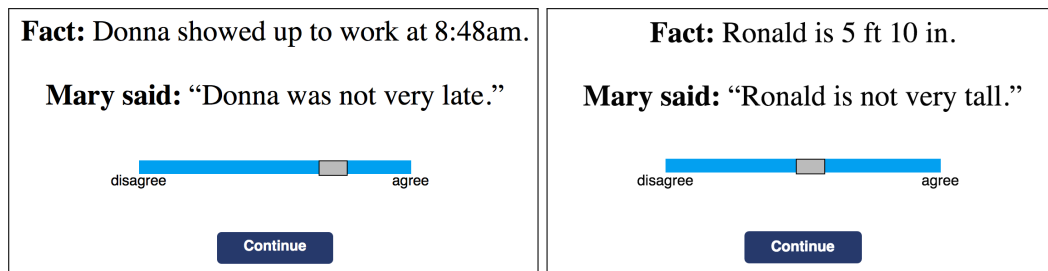 Fact: Donna showed up to work at 8:48am.
Mary said: “Donna was not very late.”
disagree agree
Continue
Fact: Ronald is 5 ft 10 in.
Mary said: “Ronald is not very tall.”
disagree agree
Continue